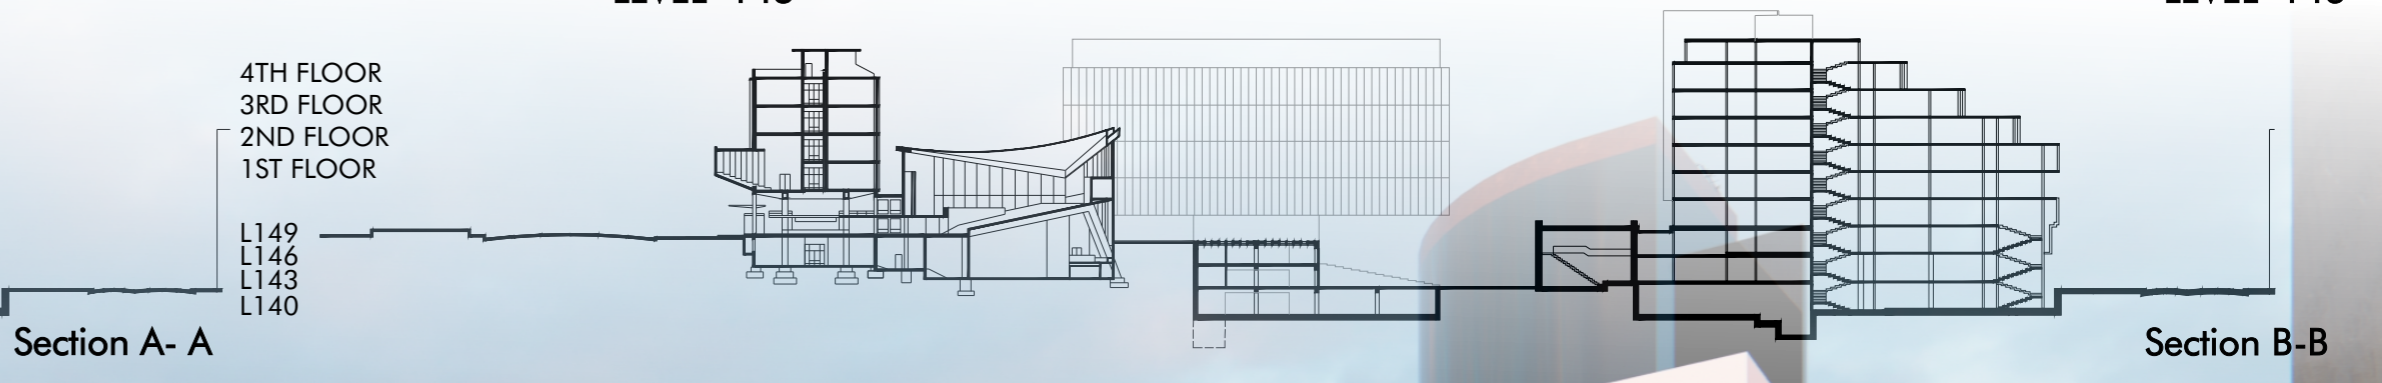 4TH FLOOR
3RD FLOOR
2ND FLOOR
1ST FLOOR
L149
L146
L143
L140
Section A- A
Section B-B